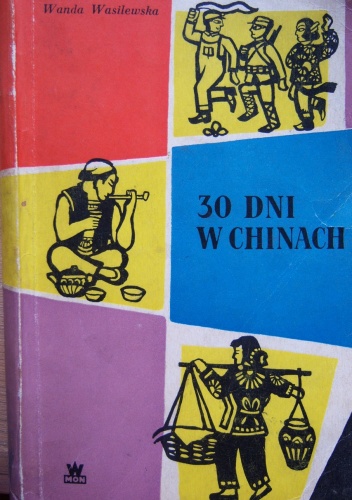 Wanda Wasilewska
30 DNI
W CHINACH
W
MON